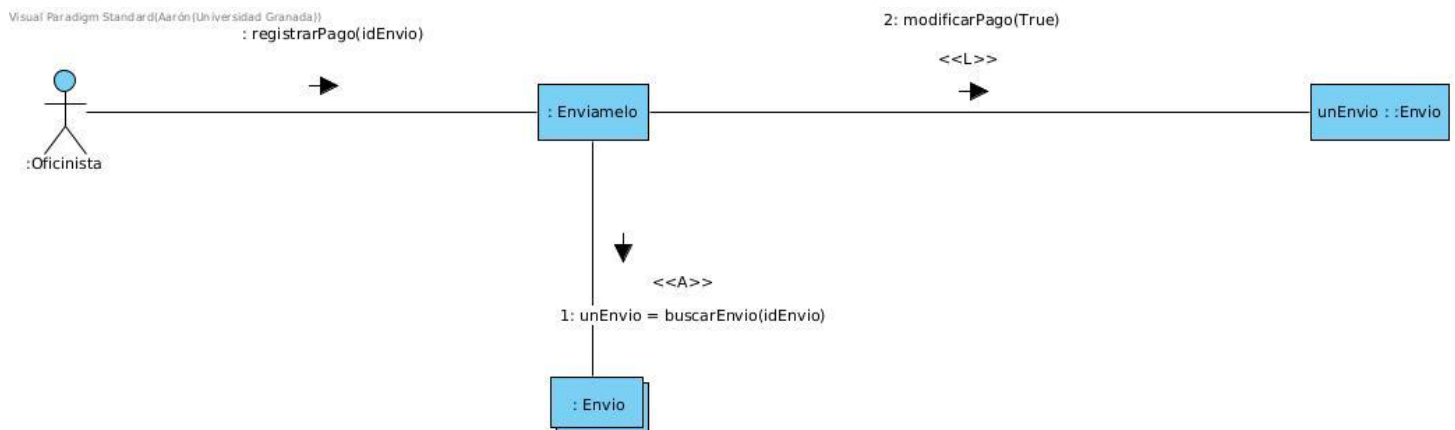 Visual Paradigm Standard(Aarón(Universidad Granada))
: registrarPago(idEnvio)
2: modificarPago(True)
<<L>>
: Enviamelo
unEnvio : :Envio
:Oficinista
<<A>>
1: unEnvio = buscarEnvio(idEnvio)
: Envio